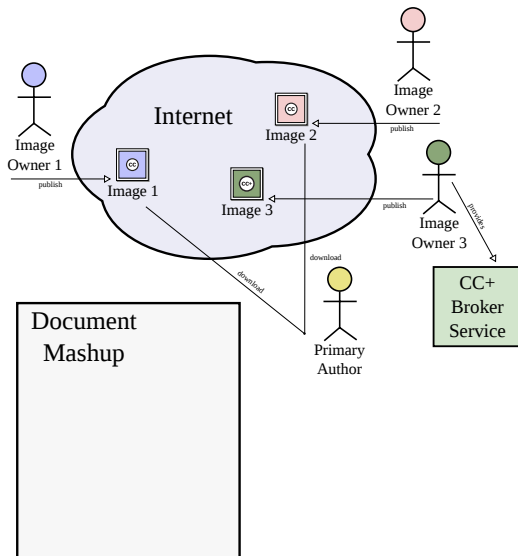 Image
Owner 2
Internet
cc
Image 2
publish
Image
Owner 1
publish
cc
Image 1
cc+
Image 3
publish
Image
Owner 3
provides
download
download
CC+
Broker
Service
Document
Mashup
Primary
Author